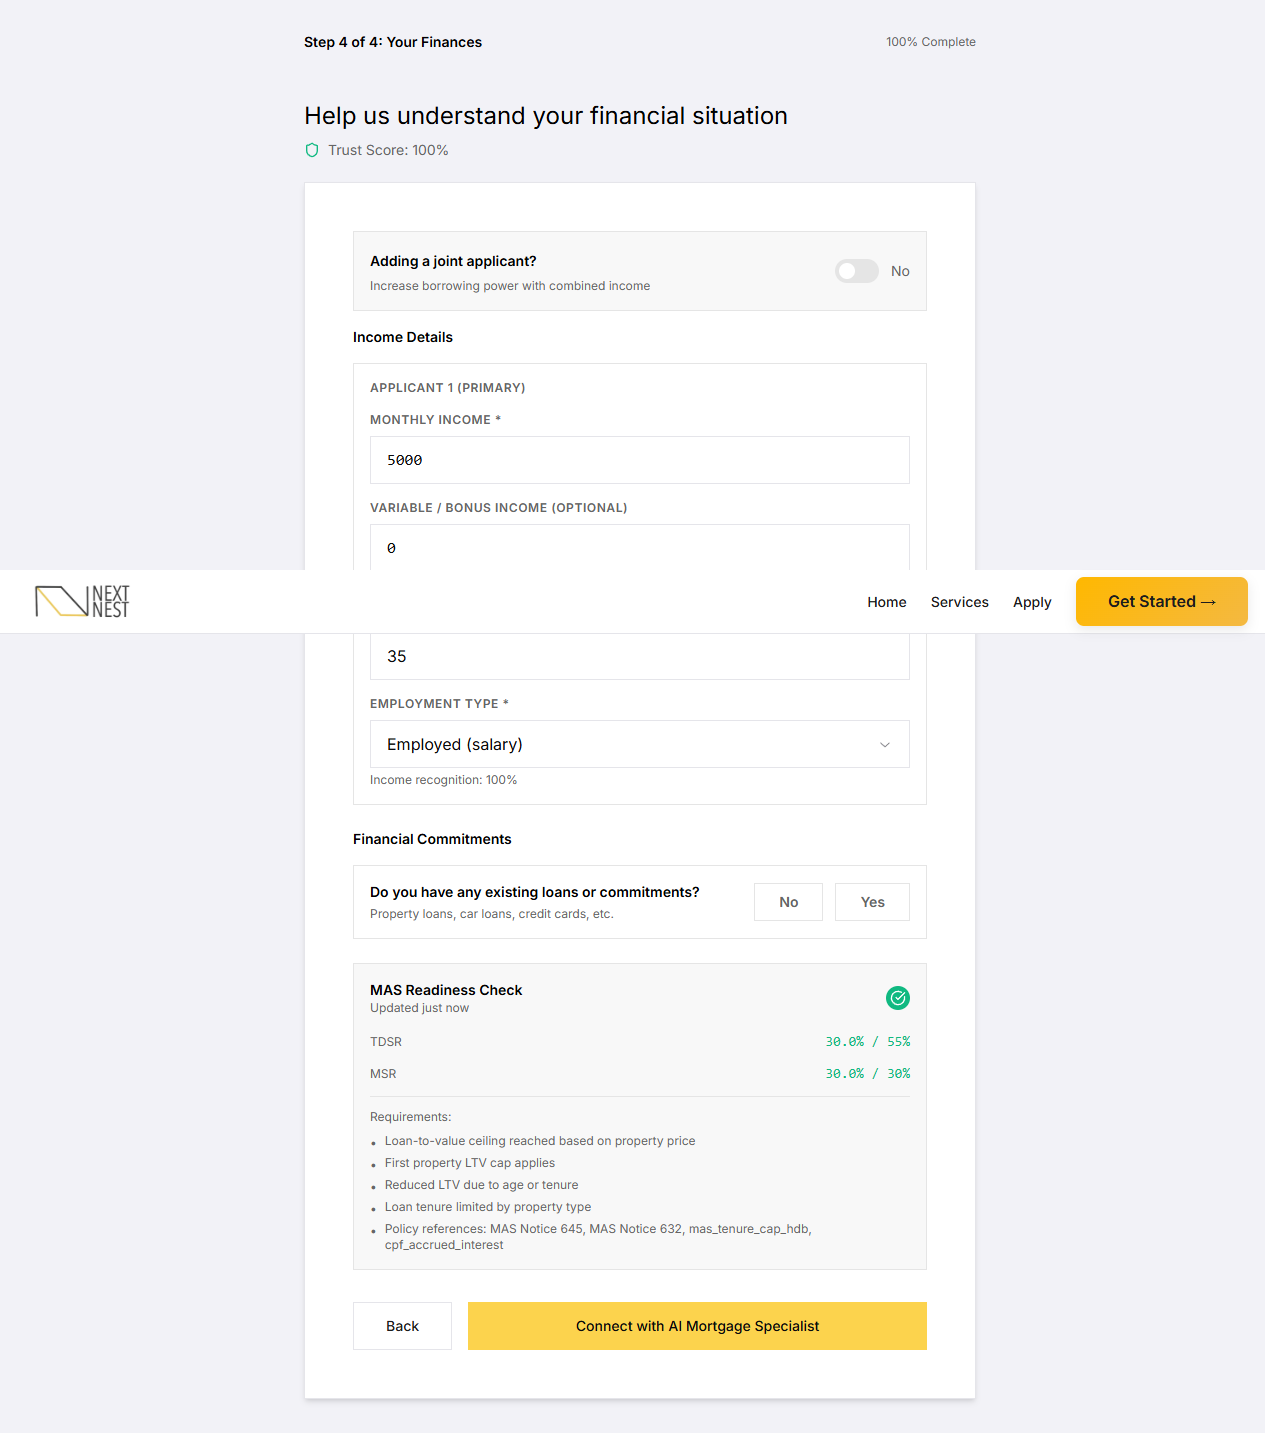 Step 4 of 4: Your Finances
100% Complete
Help us understand your financial situation
Trust Score: 100%
Adding a joint applicant?
Increase borrowing power with combined income
No
Income Details
APPLICANT 1 (PRIMARY)
MONTHLY INCOME *
5000
VARIABLE / BONUS INCOME (OPTIONAL)
0
NEXT
NEST
Home
Services
Apply
Get Started →
35
EMPLOYMENT TYPE *
Employed (salary)
Income recognition: 100%
Financial Commitments
Do you have any existing loans or commitments?
Property loans, car loans, credit cards, etc.
No
Yes
MAS Readiness Check
Updated just now
TDSR
30.0% / 55%
MSR
30.0% / 30%
Requirements:
• Loan-to-value ceiling reached based on property price
• First property LTV cap applies
• Reduced LTV due to age or tenure
• Loan tenure limited by property type
• Policy references: MAS Notice 645, MAS Notice 632, mas_tenure_cap_hdb,
cpf_accrued_interest
Back
Connect with AI Mortgage Specialist